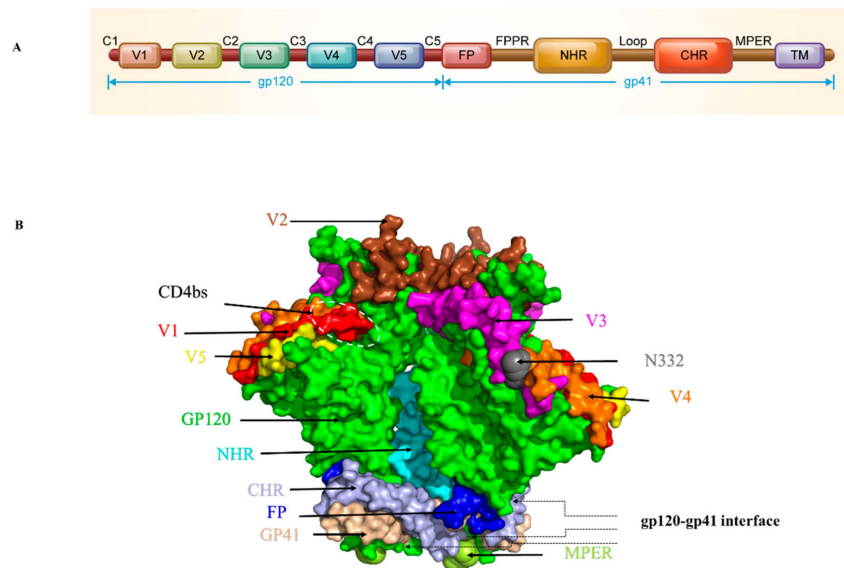 A
C1 V1 V2 C2 V3 C3 V4 C4 V5 C5 FP FPPR NHR Loop CHR MPER TM
gp120 gp41
B
V2
CD4bs
V1
V3
V5
N332
V4
GP120
NHR
CHR
FP
gp120-gp41 interface
GP41
MPER